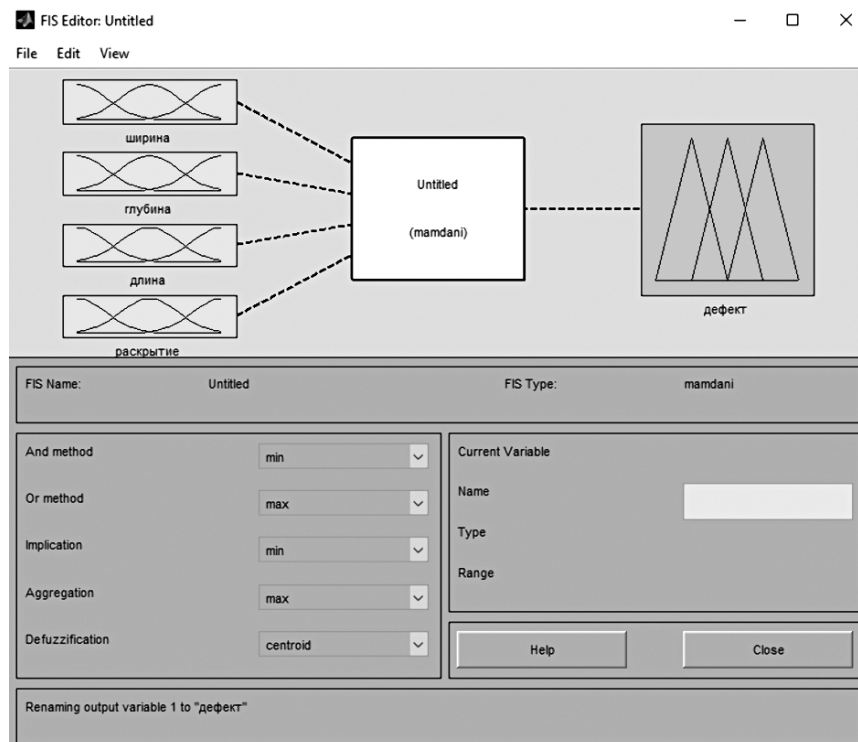 FIS Editor: Untitled
File Edit View
ширина
глубина
длина
раскрытие
Untitled
(mamdani)
дефект
FIS Name: Untitled
FIS Type: mamdani
And method min
Or method max
Implication min
Aggregation max
Defuzzification centroid
Current Variable
Name
Type
Range
Help
Close
Renaming output variable 1 to "дефект"